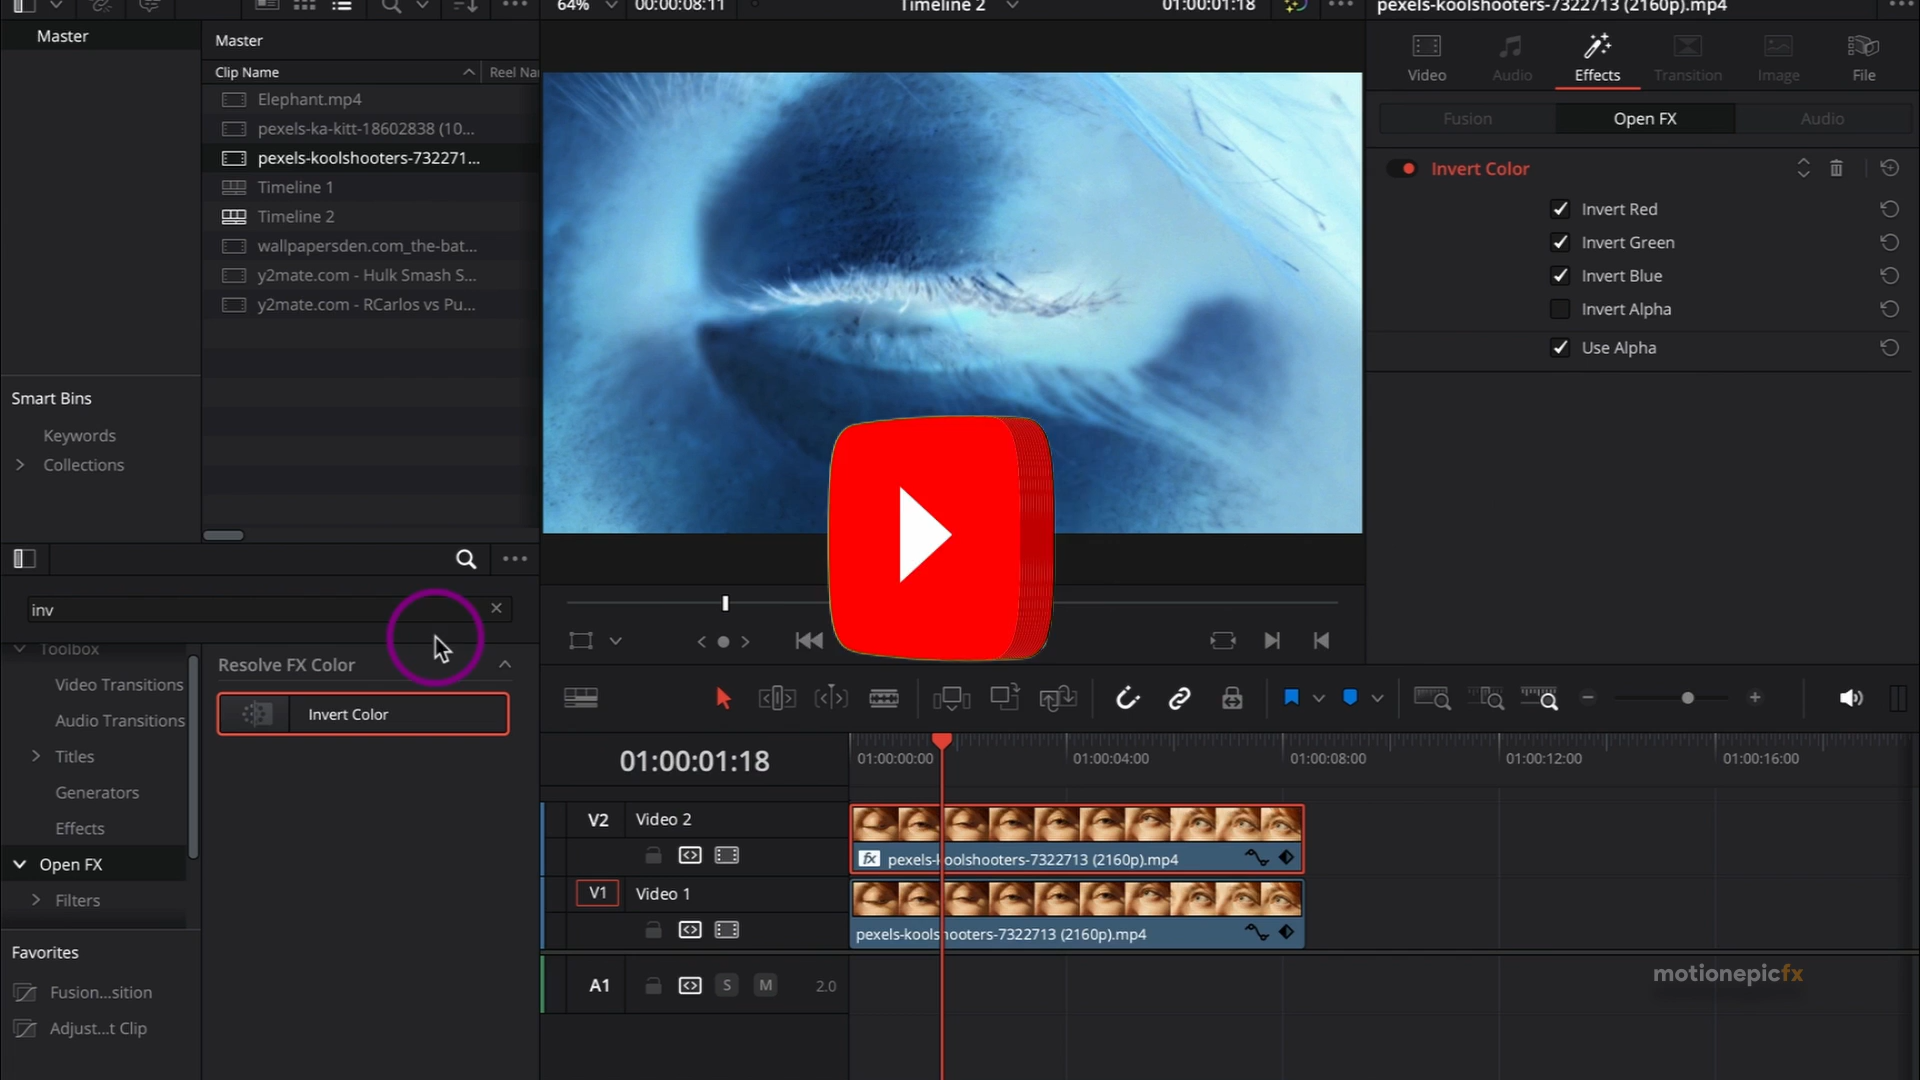 64%
00:00:08:11
Timeline 2
01:00:01:18
pexels-koolshooters-7322713 (2160p).mp4
Master
Master
Clip Name
Reel Na
Elephant.mp4
pexels-ka-kitt-18602838 (10...
pexels-koolshooters-732271...
Timeline 1
Timeline 2
wallpapersden.com_the-bat...
y2mate.com - Hulk Smash S...
y2mate.com - RCarlos vs Pu...
Smart Bins
Keywords
Collections
Video
Audio
Effects
Transition
Image
File
Fusion
Open FX
Audio
Invert Color
Invert Red
Invert Green
Invert Blue
Invert Alpha
Use Alpha
inv
Toolbox
Video Transitions
Audio Transitions
Titles
Generators
Effects
Open FX
Filters
Resolve FX Color
Invert Color
Favorites
Fusion...sition
Adjust...t Clip
01:00:01:18
01:00:00:00
01:00:04:00
01:00:08:00
01:00:12:00
01:00:16:00
V2
Video 2
fx pexels-koolshooters-7322713 (2160p).mp4
V1
Video 1
pexels-koolshooters-7322713 (2160p).mp4
A1
S
M
2.0
motionepicfx